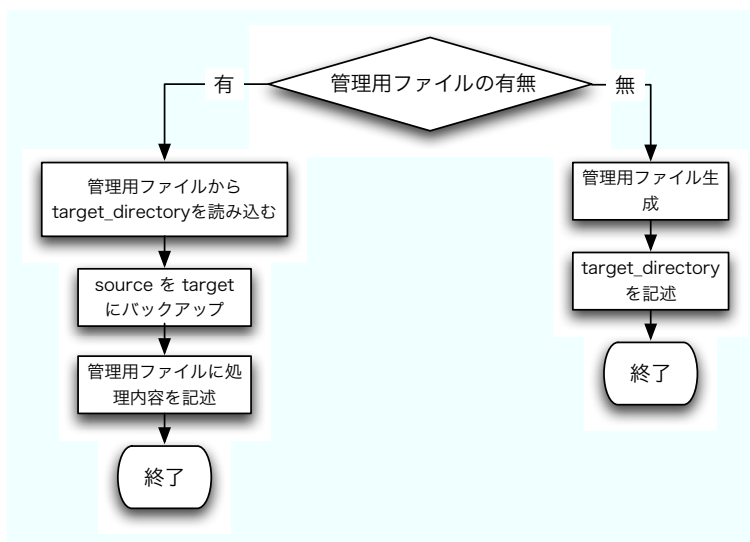 管理用ファイルの有無
有
無
管理用ファイルから
target_directoryを読み込む
source を target
にバックアップ
管理用ファイルに処
理内容を記述
終了
管理用ファイル生
成
target_directory
を記述
終了